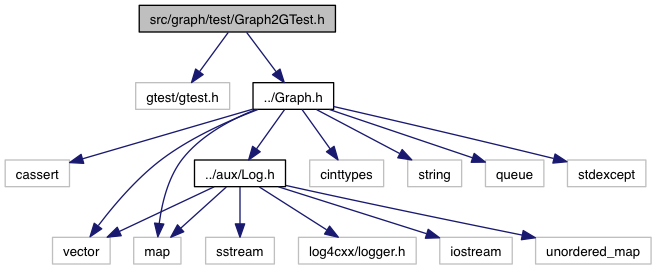 src/graph/test/Graph2GTest.h
gtest/gtest.h
../Graph.h
cassert
../aux/Log.h
cinttypes
string
queue
stdexcept
vector
map
sstream
log4cxx/logger.h
iostream
unordered_map